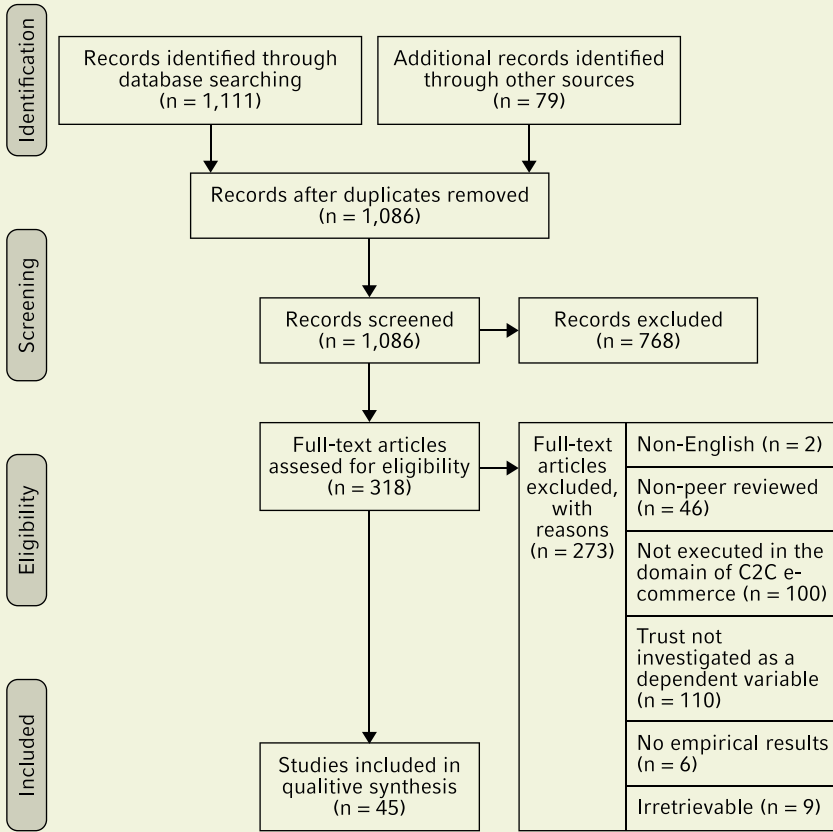 Identification
Records identified through
database searching
(n = 1,111)
Additional records identified
through other sources
(n = 79)
Records after duplicates removed
(n = 1,086)
Screening
Records screened
(n = 1,086)
Records excluded
(n = 768)
Eligibility
Full-text articles
assesed for eligibility
(n = 318)
Full-text
articles
excluded,
with
reasons
(n = 273)
Non-English (n = 2)
Non-peer reviewed
(n = 46)
Not executed in the
domain of C2C e-
commerce (n = 100)
Trust not
investigated as a
dependent variable
(n = 110)
No empirical results
(n = 6)
Irretrievable (n = 9)
Included
Studies included in
qualitive synthesis
(n = 45)